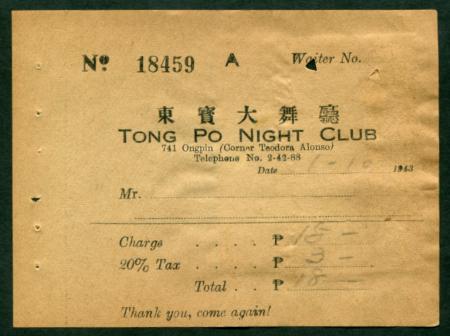 Nº 18459 A Waiter No.
東寶大舞廳
TONG PO NIGHT CLUB
741 Ongpin (Corner Teodora Alonso)
Telephone No. 2-42-88
Date 1943
Mr.
Charge . . . . ₱ 15 —
20% Tax . . . . ₱ 3 —
Total . . ₱ 18 —
Thank you, come again!